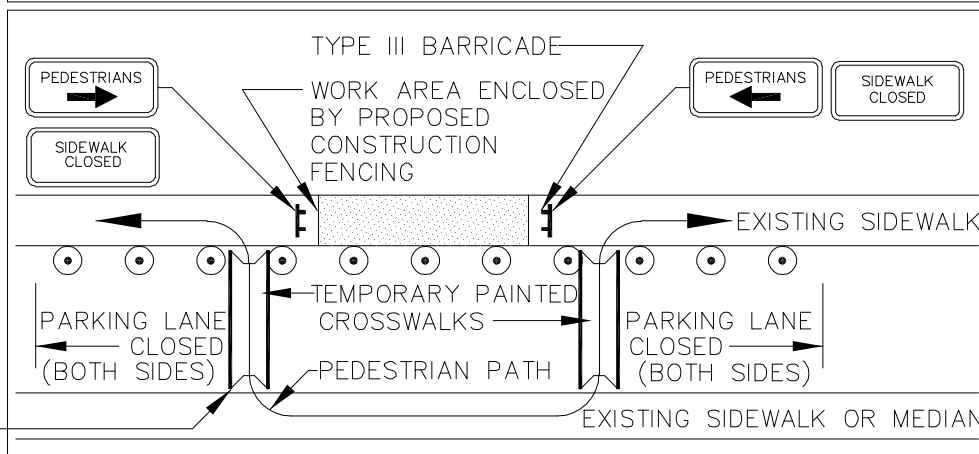 TYPE III BARRICADE
PEDESTRIANS
SIDEWALK
CLOSED
WORK AREA ENCLOSED
BY PROPOSED
CONSTRUCTION
FENCING
PEDESTRIANS
SIDEWALK
CLOSED
EXISTING SIDEWALK
TEMPORARY PAINTED
CROSSWALKS
PARKING LANE
CLOSED
(BOTH SIDES)
PARKING LANE
CLOSED
(BOTH SIDES)
PEDESTRIAN PATH
EXISTING SIDEWALK OR MEDIAN